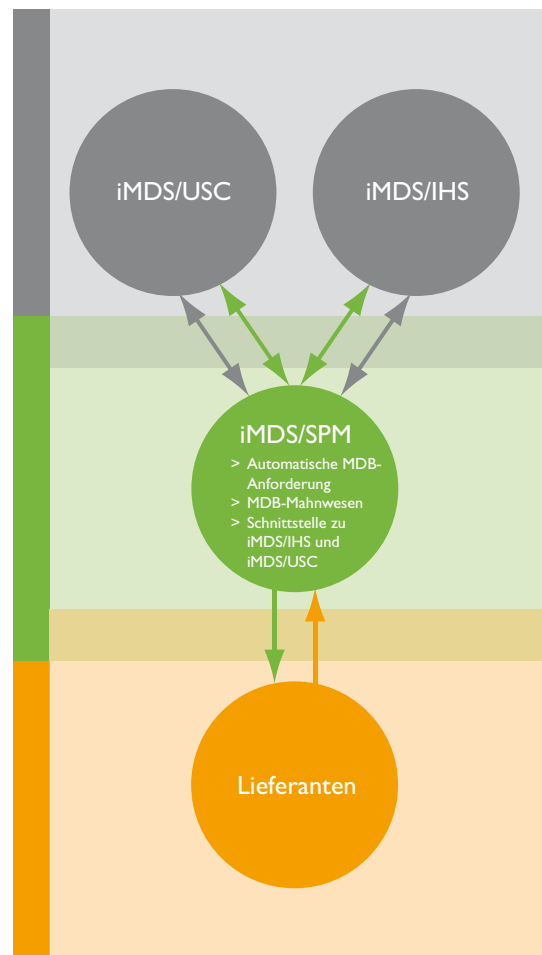 iMDS/USC
iMDS/IHS
iMDS/SPM
> Automatische MDB-
Anforderung
> MDB-Mahnwesen
> Schnittstelle zu
iMDS/IHS und
iMDS/USC
Lieferanten